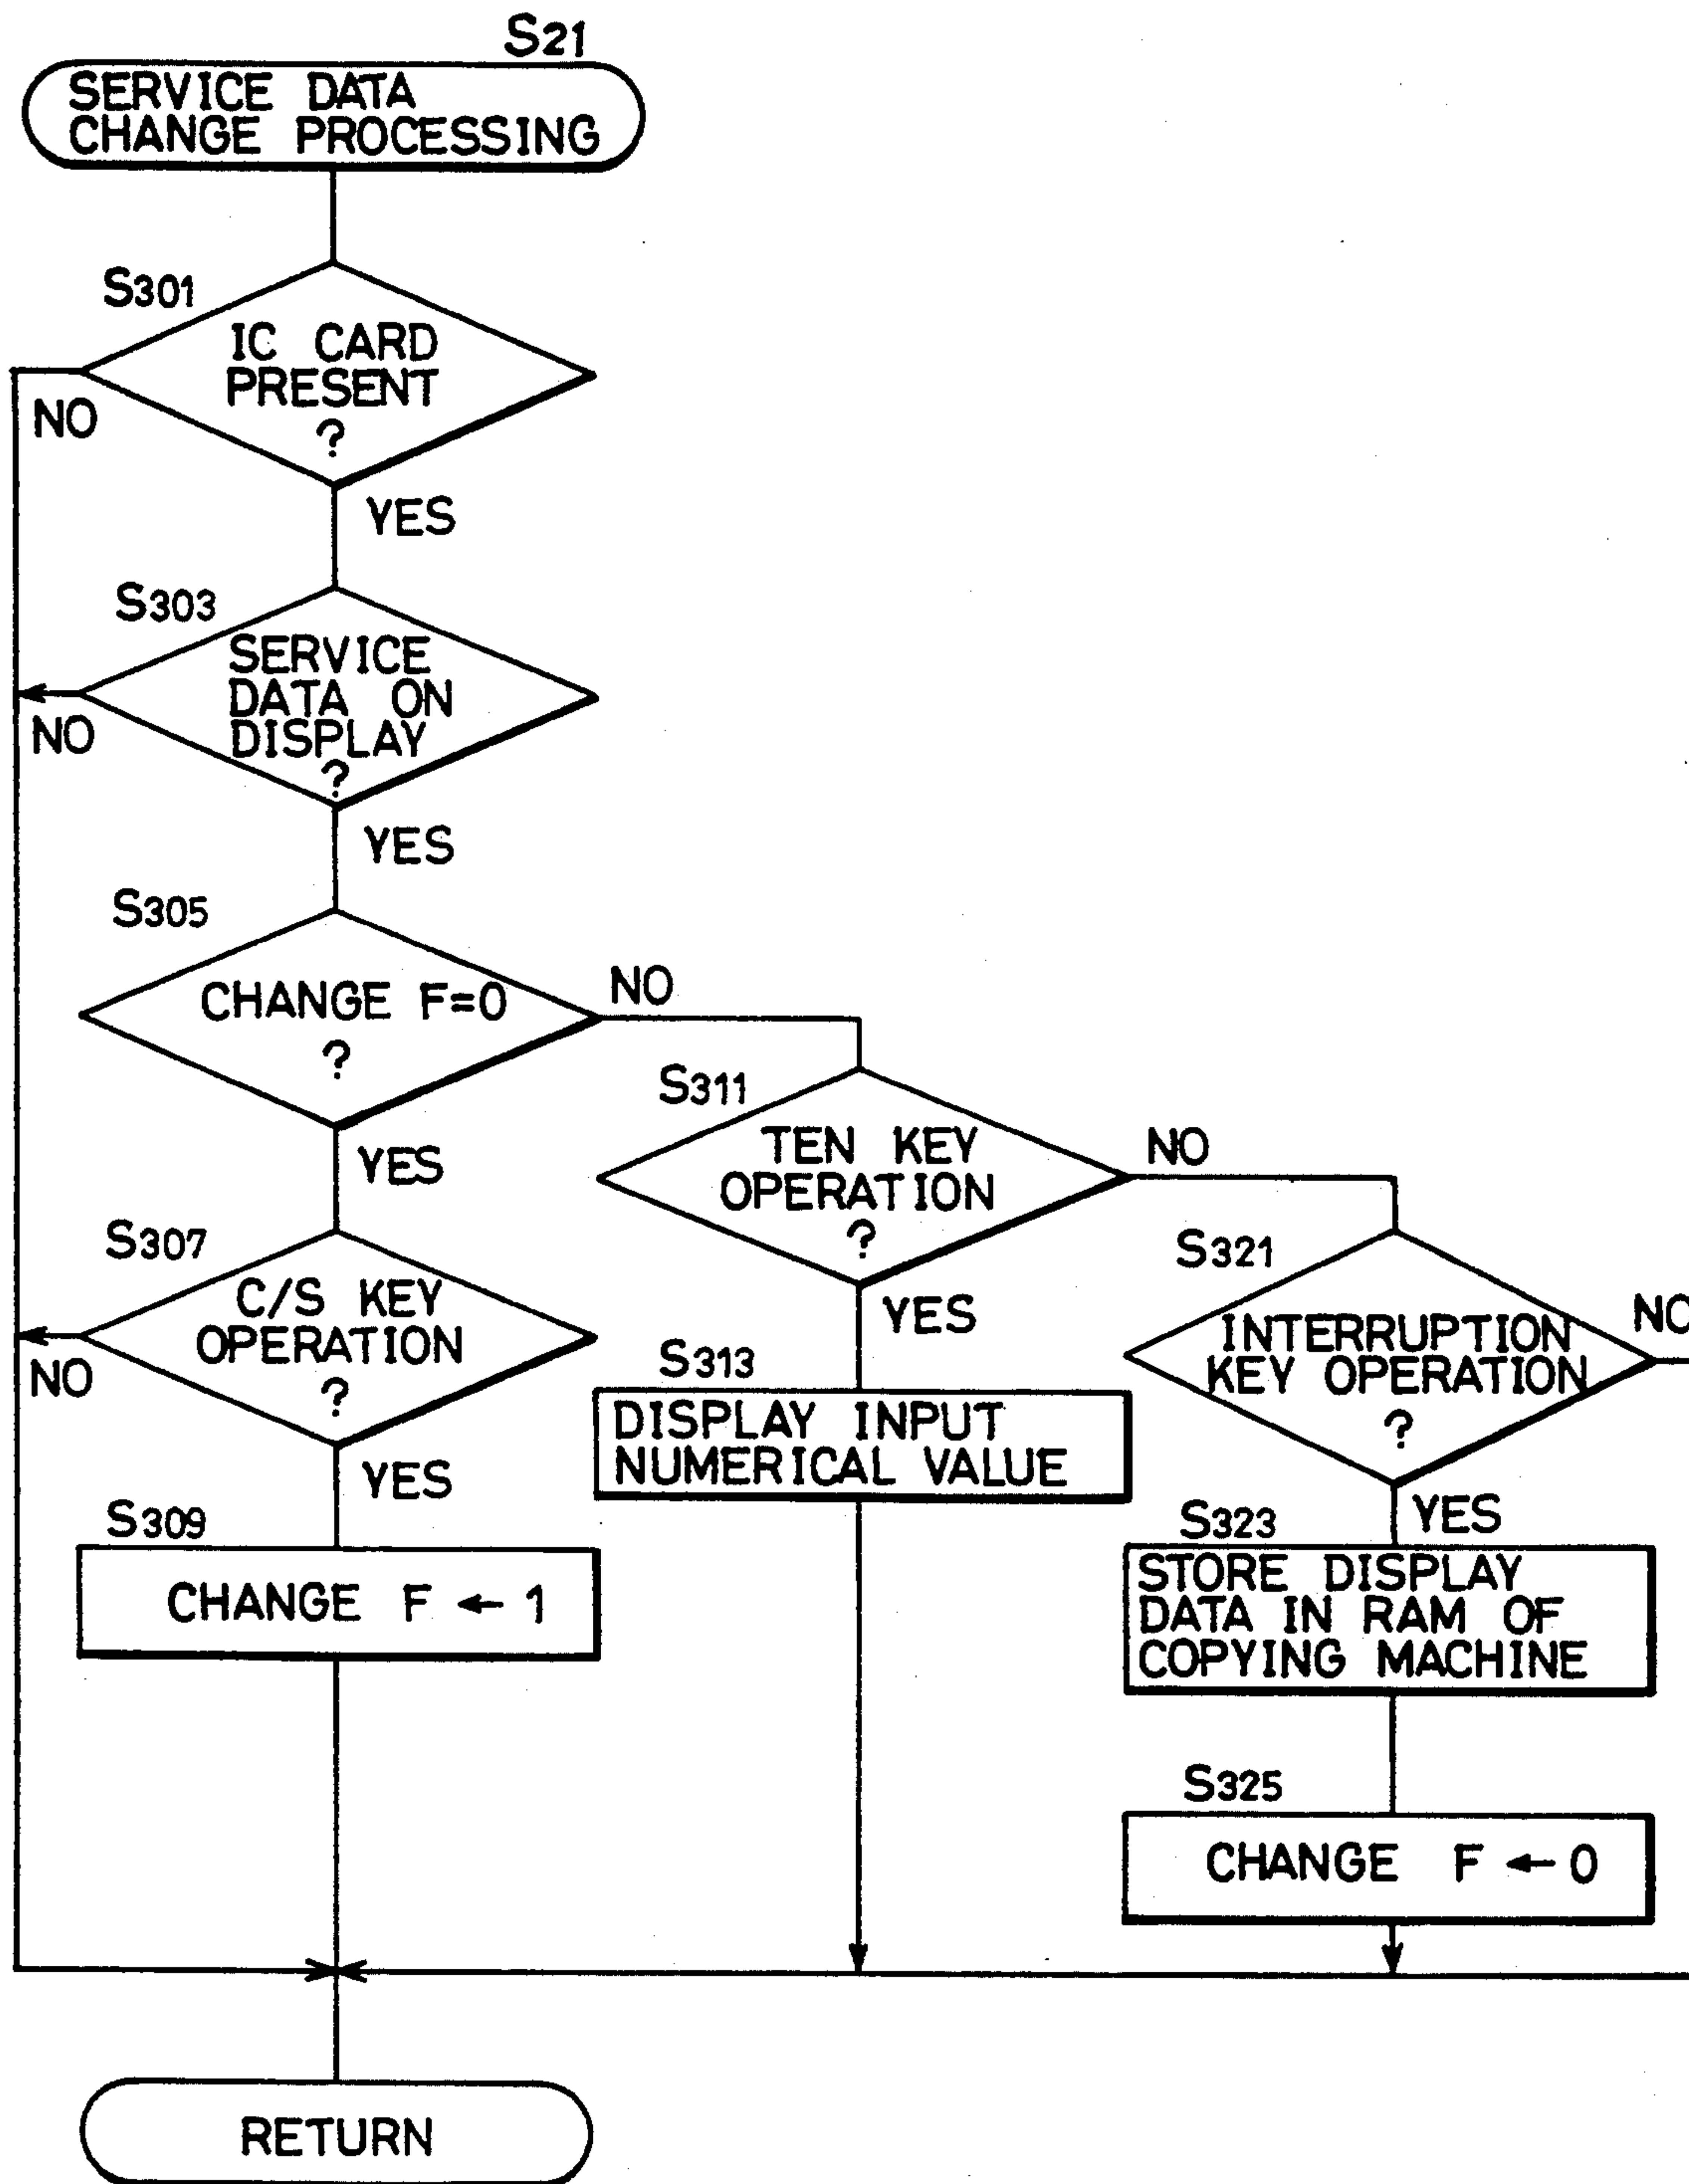 S21
SERVICE DATA
CHANGE PROCESSING
S301
IC CARD
PRESENT
?
NO
YES
S303
SERVICE
DATA ON
DISPLAY
?
NO
YES
S305
CHANGE F=0
?
NO
YES
S307
C/S KEY
OPERATION
?
NO
YES
S309
CHANGE F ← 1
S311
TEN KEY
OPERATION
?
NO
YES
S313
DISPLAY INPUT
NUMERICAL VALUE
S321
INTERRUPTION
KEY OPERATION
?
NO
YES
S323
STORE DISPLAY
DATA IN RAM OF
COPYING MACHINE
S325
CHANGE F ← 0
RETURN